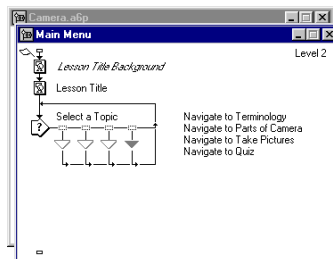 Camera.a6p
Main Menu
Level 2
Lesson Title Background
Lesson Title
Select a Topic
?
Navigate to Terminology
Navigate to Parts of Camera
Navigate to Take Pictures
Navigate to Quiz